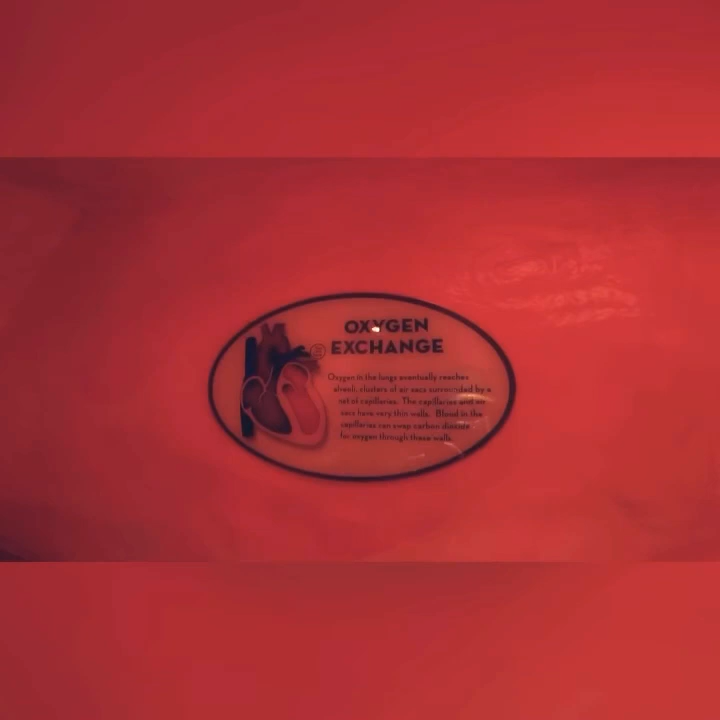 OXYGEN
EXCHANGE
Oxygen in the lungs eventually reaches
alveoli, clusters of air sacs surrounded by a
net of capillaries. The capillaries and air
sacs have very thin walls. Blood in the
capillaries can swap carbon dioxide
for oxygen through these walls.